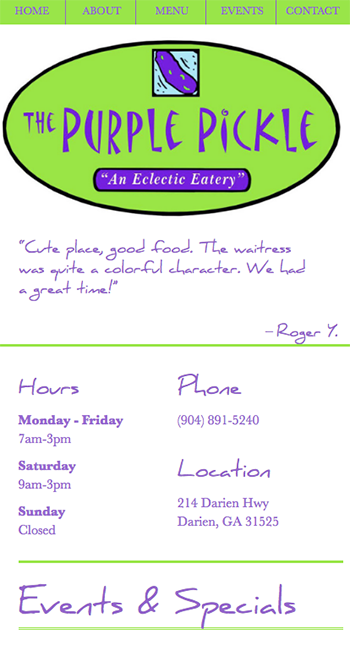 HOME ABOUT MENU EVENTS CONTACT
THE PURPLE PICKLE
“An Eclectic Eatery”
“Cute place, good food. The waitress
was quite a colorful character. We had
a great time!”
– Roger Y.
Hours
Monday - Friday
7am-3pm
Saturday
9am-3pm
Sunday
Closed
Phone
(904) 891-5240
Location
214 Darien Hwy
Darien, GA 31525
Events & Specials